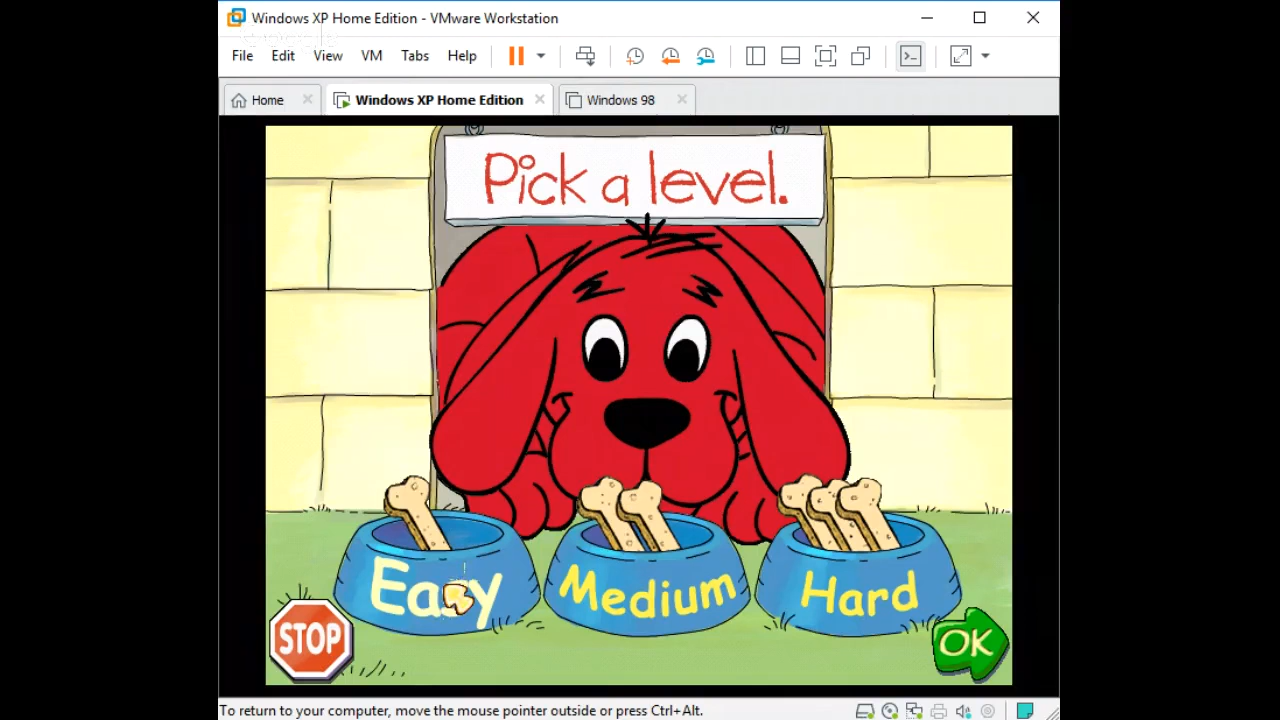 Windows XP Home Edition - VMware Workstation
File Edit View VM Tabs Help
Home Windows XP Home Edition Windows 98
Pick a level.
Easy Medium Hard
STOP OK
To return to your computer, move the mouse pointer outside or press Ctrl+Alt.